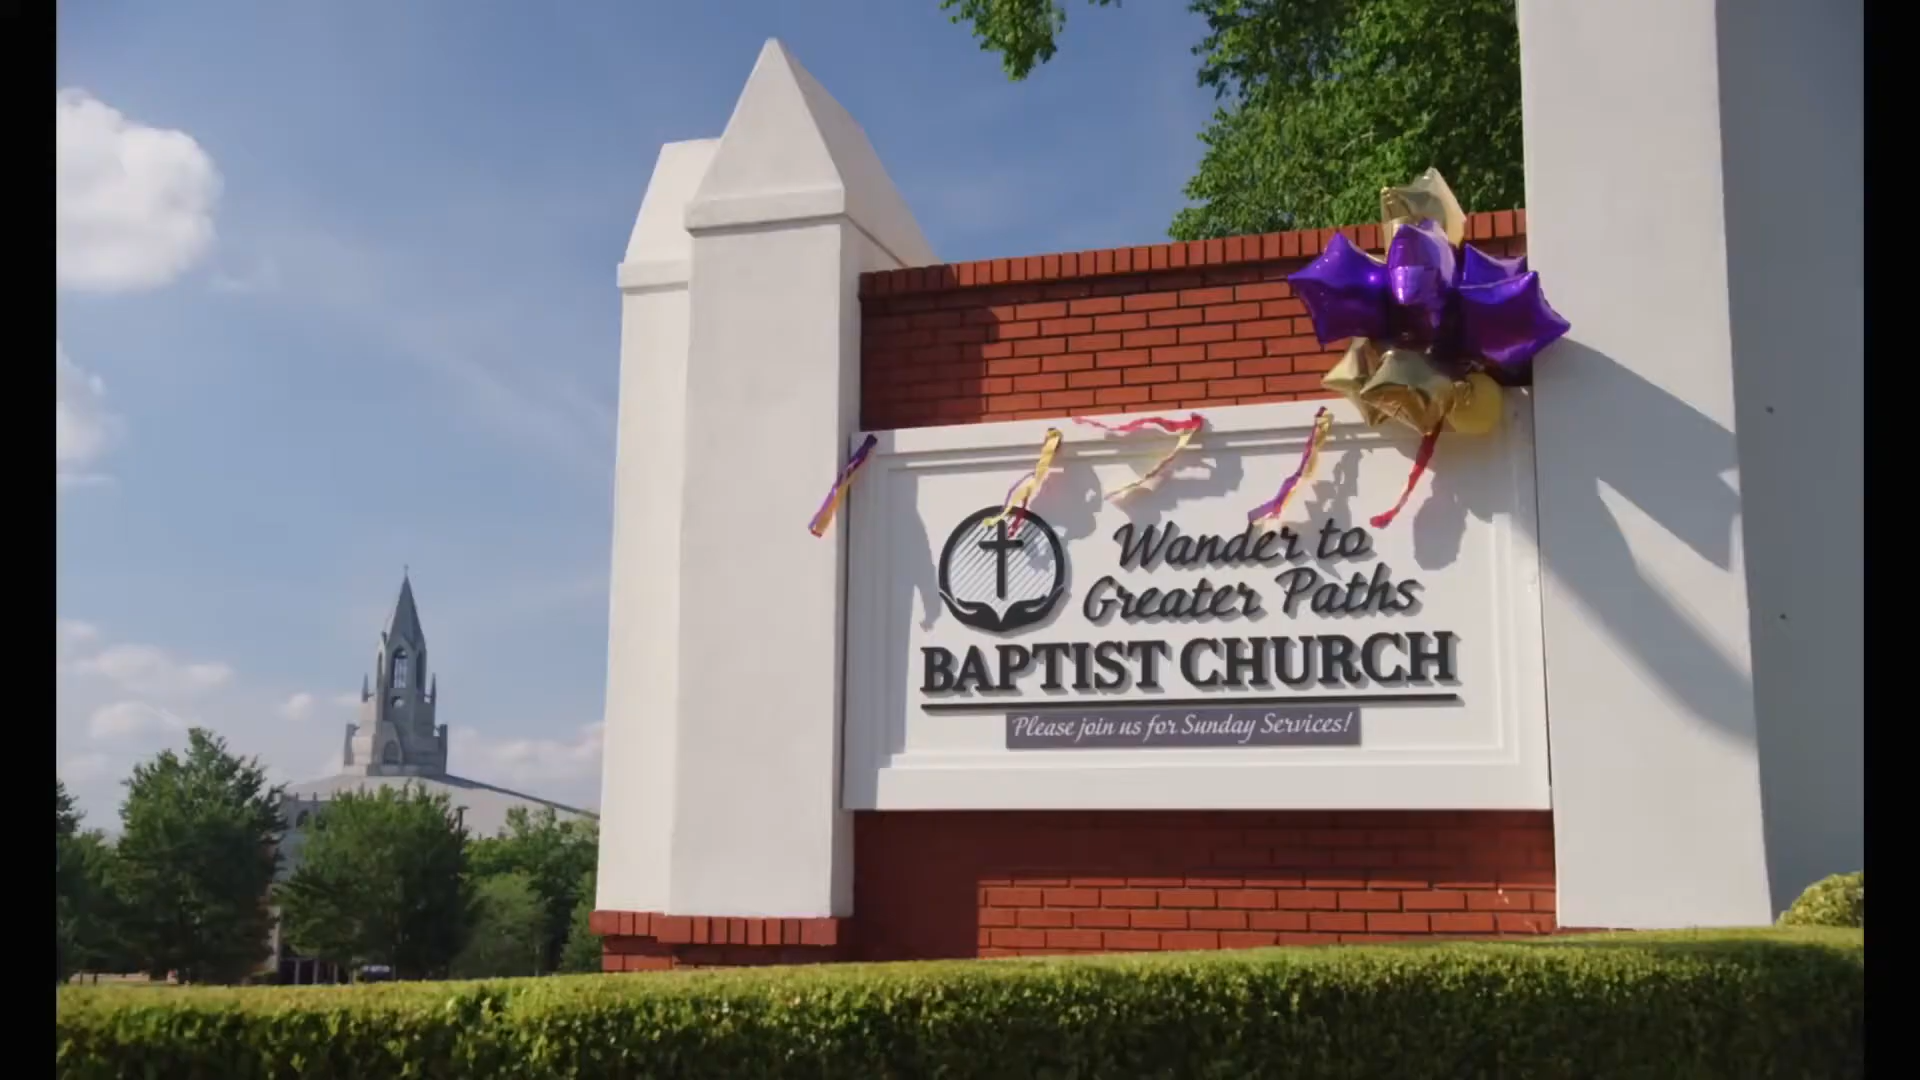 Wander to
Greater Paths
BAPTIST CHURCH
Please join us for Sunday Services!